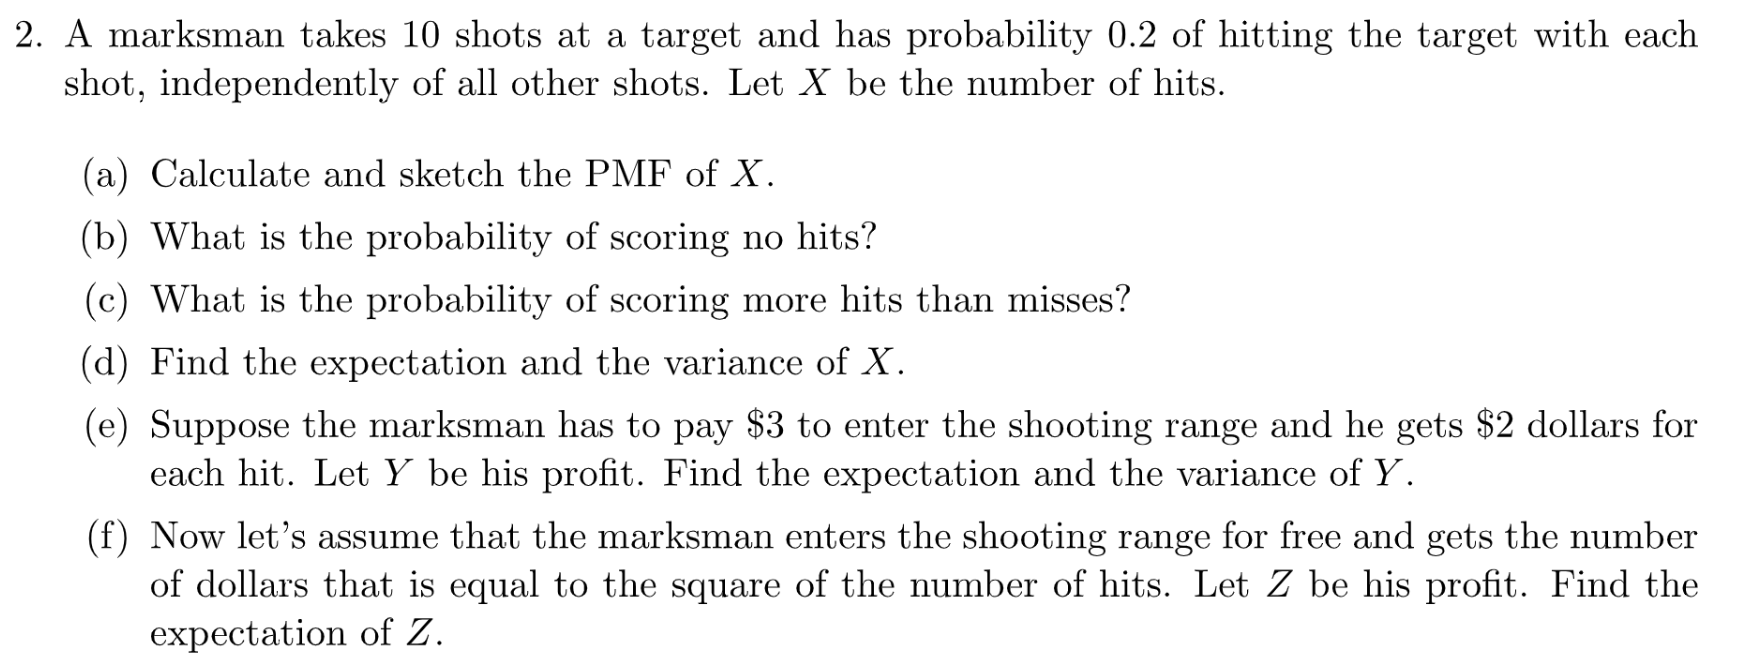 2. A marksman takes 10 shots at a target and has probability 0.2 of hitting the target with each
shot, independently of all other shots. Let X be the number of hits.
(a) Calculate and sketch the PMF of X.
(b) What is the probability of scoring no hits?
(c) What is the probability of scoring more hits than misses?
(d) Find the expectation and the variance of X.
(e) Suppose the marksman has to pay $3 to enter the shooting range and he gets $2 dollars for
each hit. Let Y be his profit. Find the expectation and the variance of Y.
(f) Now let's assume that the marksman enters the shooting range for free and gets the number
of dollars that is equal to the square of the number of hits. Let Z be his profit. Find the
expectation of Z.